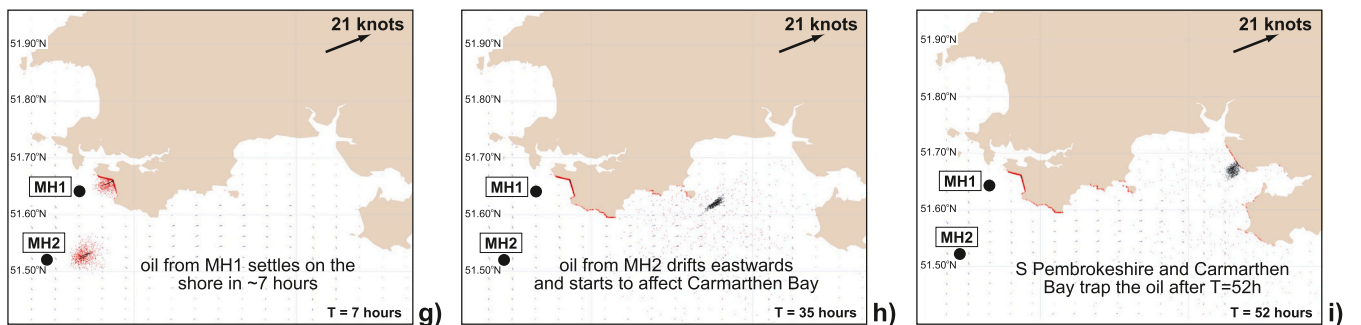 21 knots
51.90°N
51.80°N
51.70°N
MH1
51.60°N
MH2
51.50°N
oil from MH1 settles on the
shore in ~7 hours
T = 7 hours
g)
21 knots
51.90°N
51.80°N
51.70°N
MH1
51.60°N
MH2
51.50°N
oil from MH2 drifts eastwards
and starts to affect Carmarthen Bay
T = 35 hours
h)
21 knots
51.90°N
51.80°N
51.70°N
MH1
51.60°N
MH2
51.50°N
S Pembrokeshire and Carmarthen
Bay trap the oil after T=52h
T = 52 hours
i)